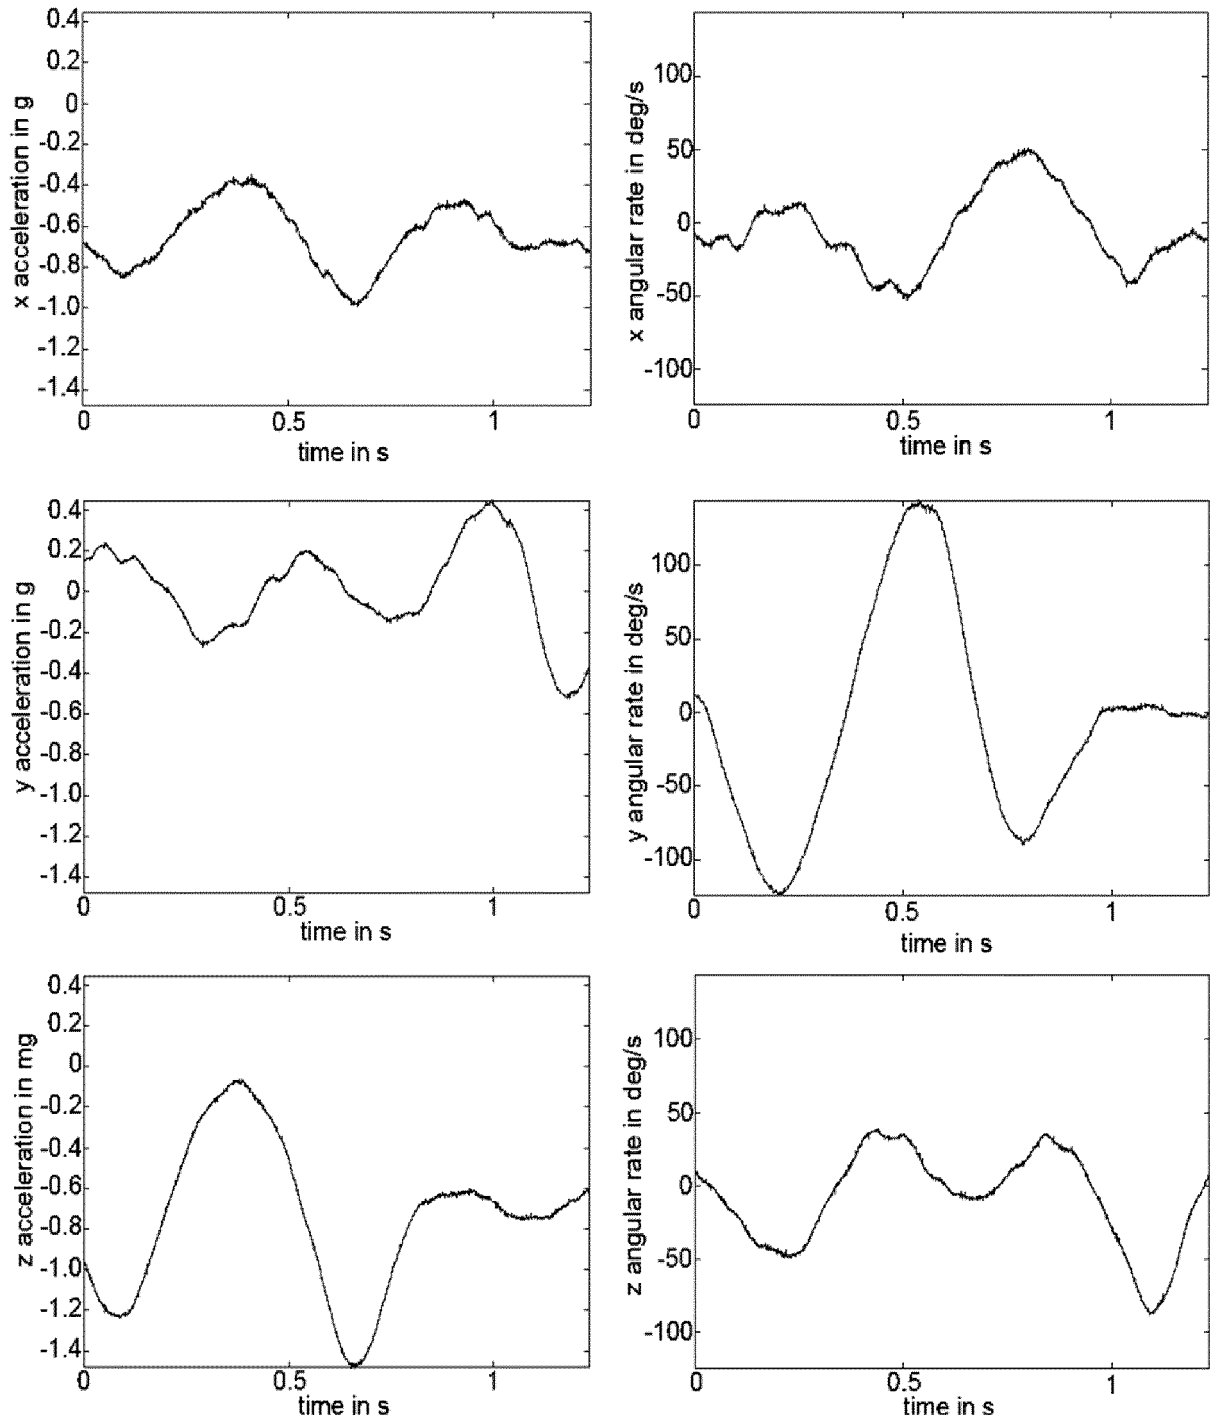 x acceleration in g
0.4
0.2
0
-0.2
-0.4
-0.6
-0.8
-1.0
-1.2
-1.4
0 0.5 1
time in s
x angular rate in deg/s
100
50
0
-50
-100
0 0.5 1
time in s
y acceleration in g
0.4
0.2
0
-0.2
-0.4
-0.6
-0.8
-1.0
-1.2
-1.4
0 0.5 1
time in s
y angular rate in deg/s
100
50
0
-50
-100
0 0.5 1
time in s
z acceleration in mg
0.4
0.2
0
-0.2
-0.4
-0.6
-0.8
-1.0
-1.2
-1.4
0 0.5 1
time in s
z angular rate in deg/s
100
50
0
-50
-100
0 0.5 1
time in s